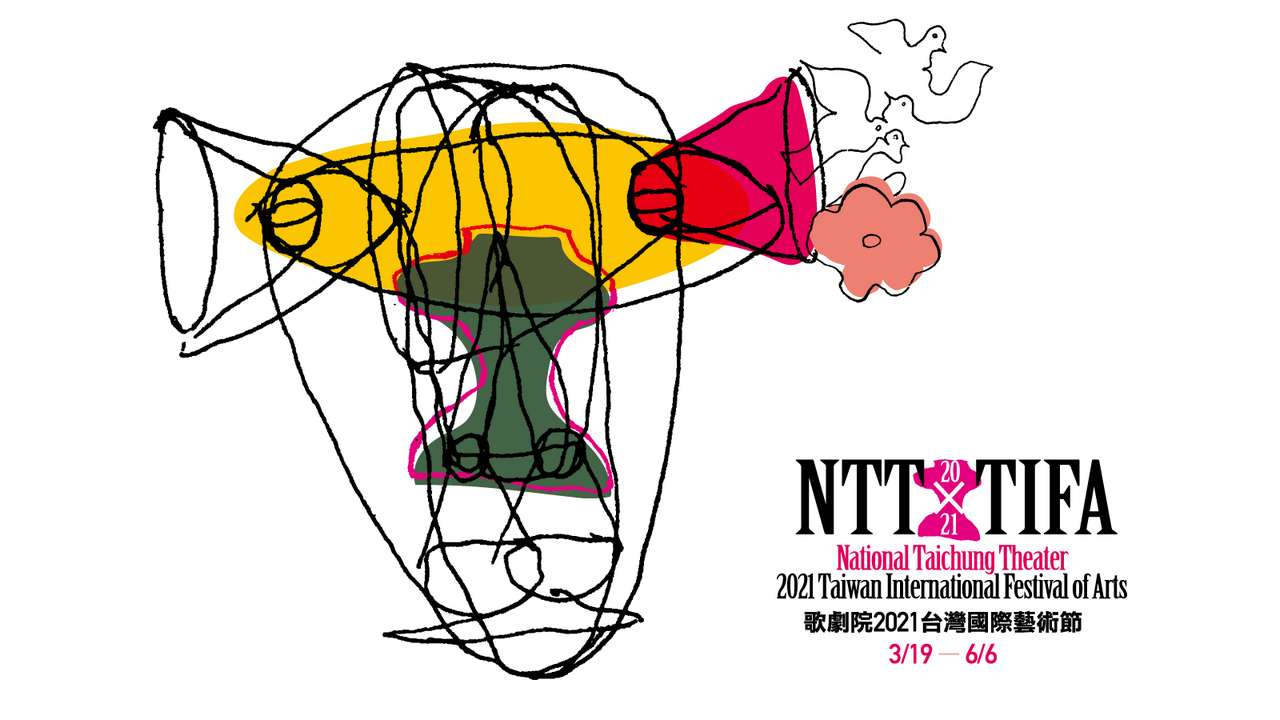 NTT 20 × 21 TIFA
National Taichung Theater
2021 Taiwan International Festival of Arts
歌劇院2021台灣國際藝術節
3/19 — 6/6